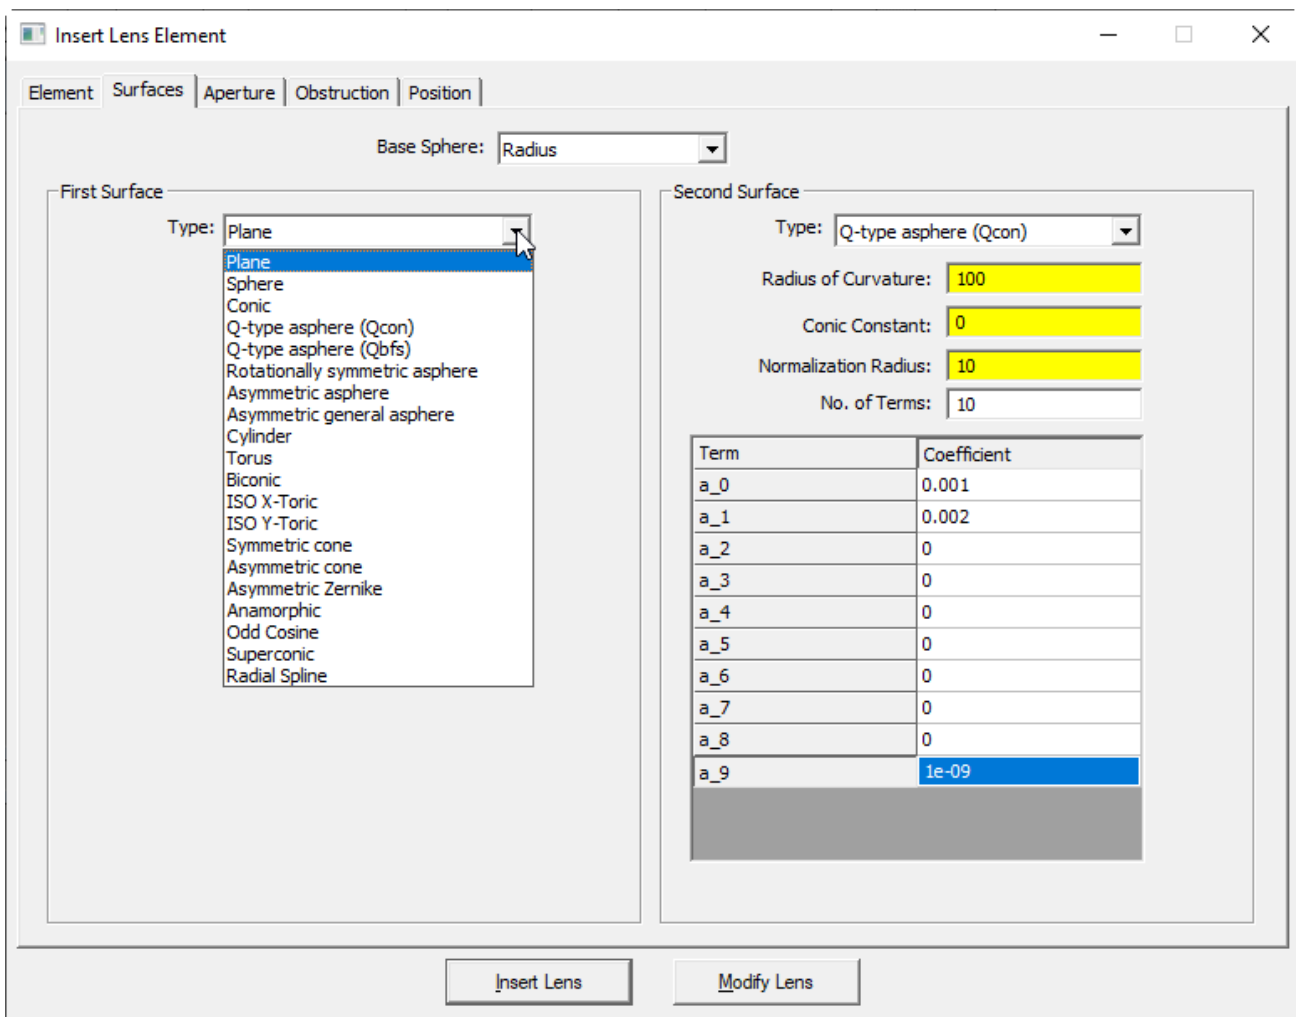 Insert Lens Element
Element Surfaces Aperture Obstruction Position
Base Sphere: Radius
First Surface
Type: Plane
Plane
Sphere
Conic
Q-type asphere (Qcon)
Q-type asphere (Qbfs)
Rotationally symmetric asphere
Asymmetric asphere
Asymmetric general asphere
Cylinder
Torus
Biconic
ISO X-Toric
ISO Y-Toric
Symmetric cone
Asymmetric cone
Asymmetric Zernike
Anamorphic
Odd Cosine
Superconic
Radial Spline
Second Surface
Type: Q-type asphere (Qcon)
Radius of Curvature: 100
Conic Constant: 0
Normalization Radius: 10
No. of Terms: 10
Term Coefficient
a_0 0.001
a_1 0.002
a_2 0
a_3 0
a_4 0
a_5 0
a_6 0
a_7 0
a_8 0
a_9 1e-09
Insert Lens Modify Lens